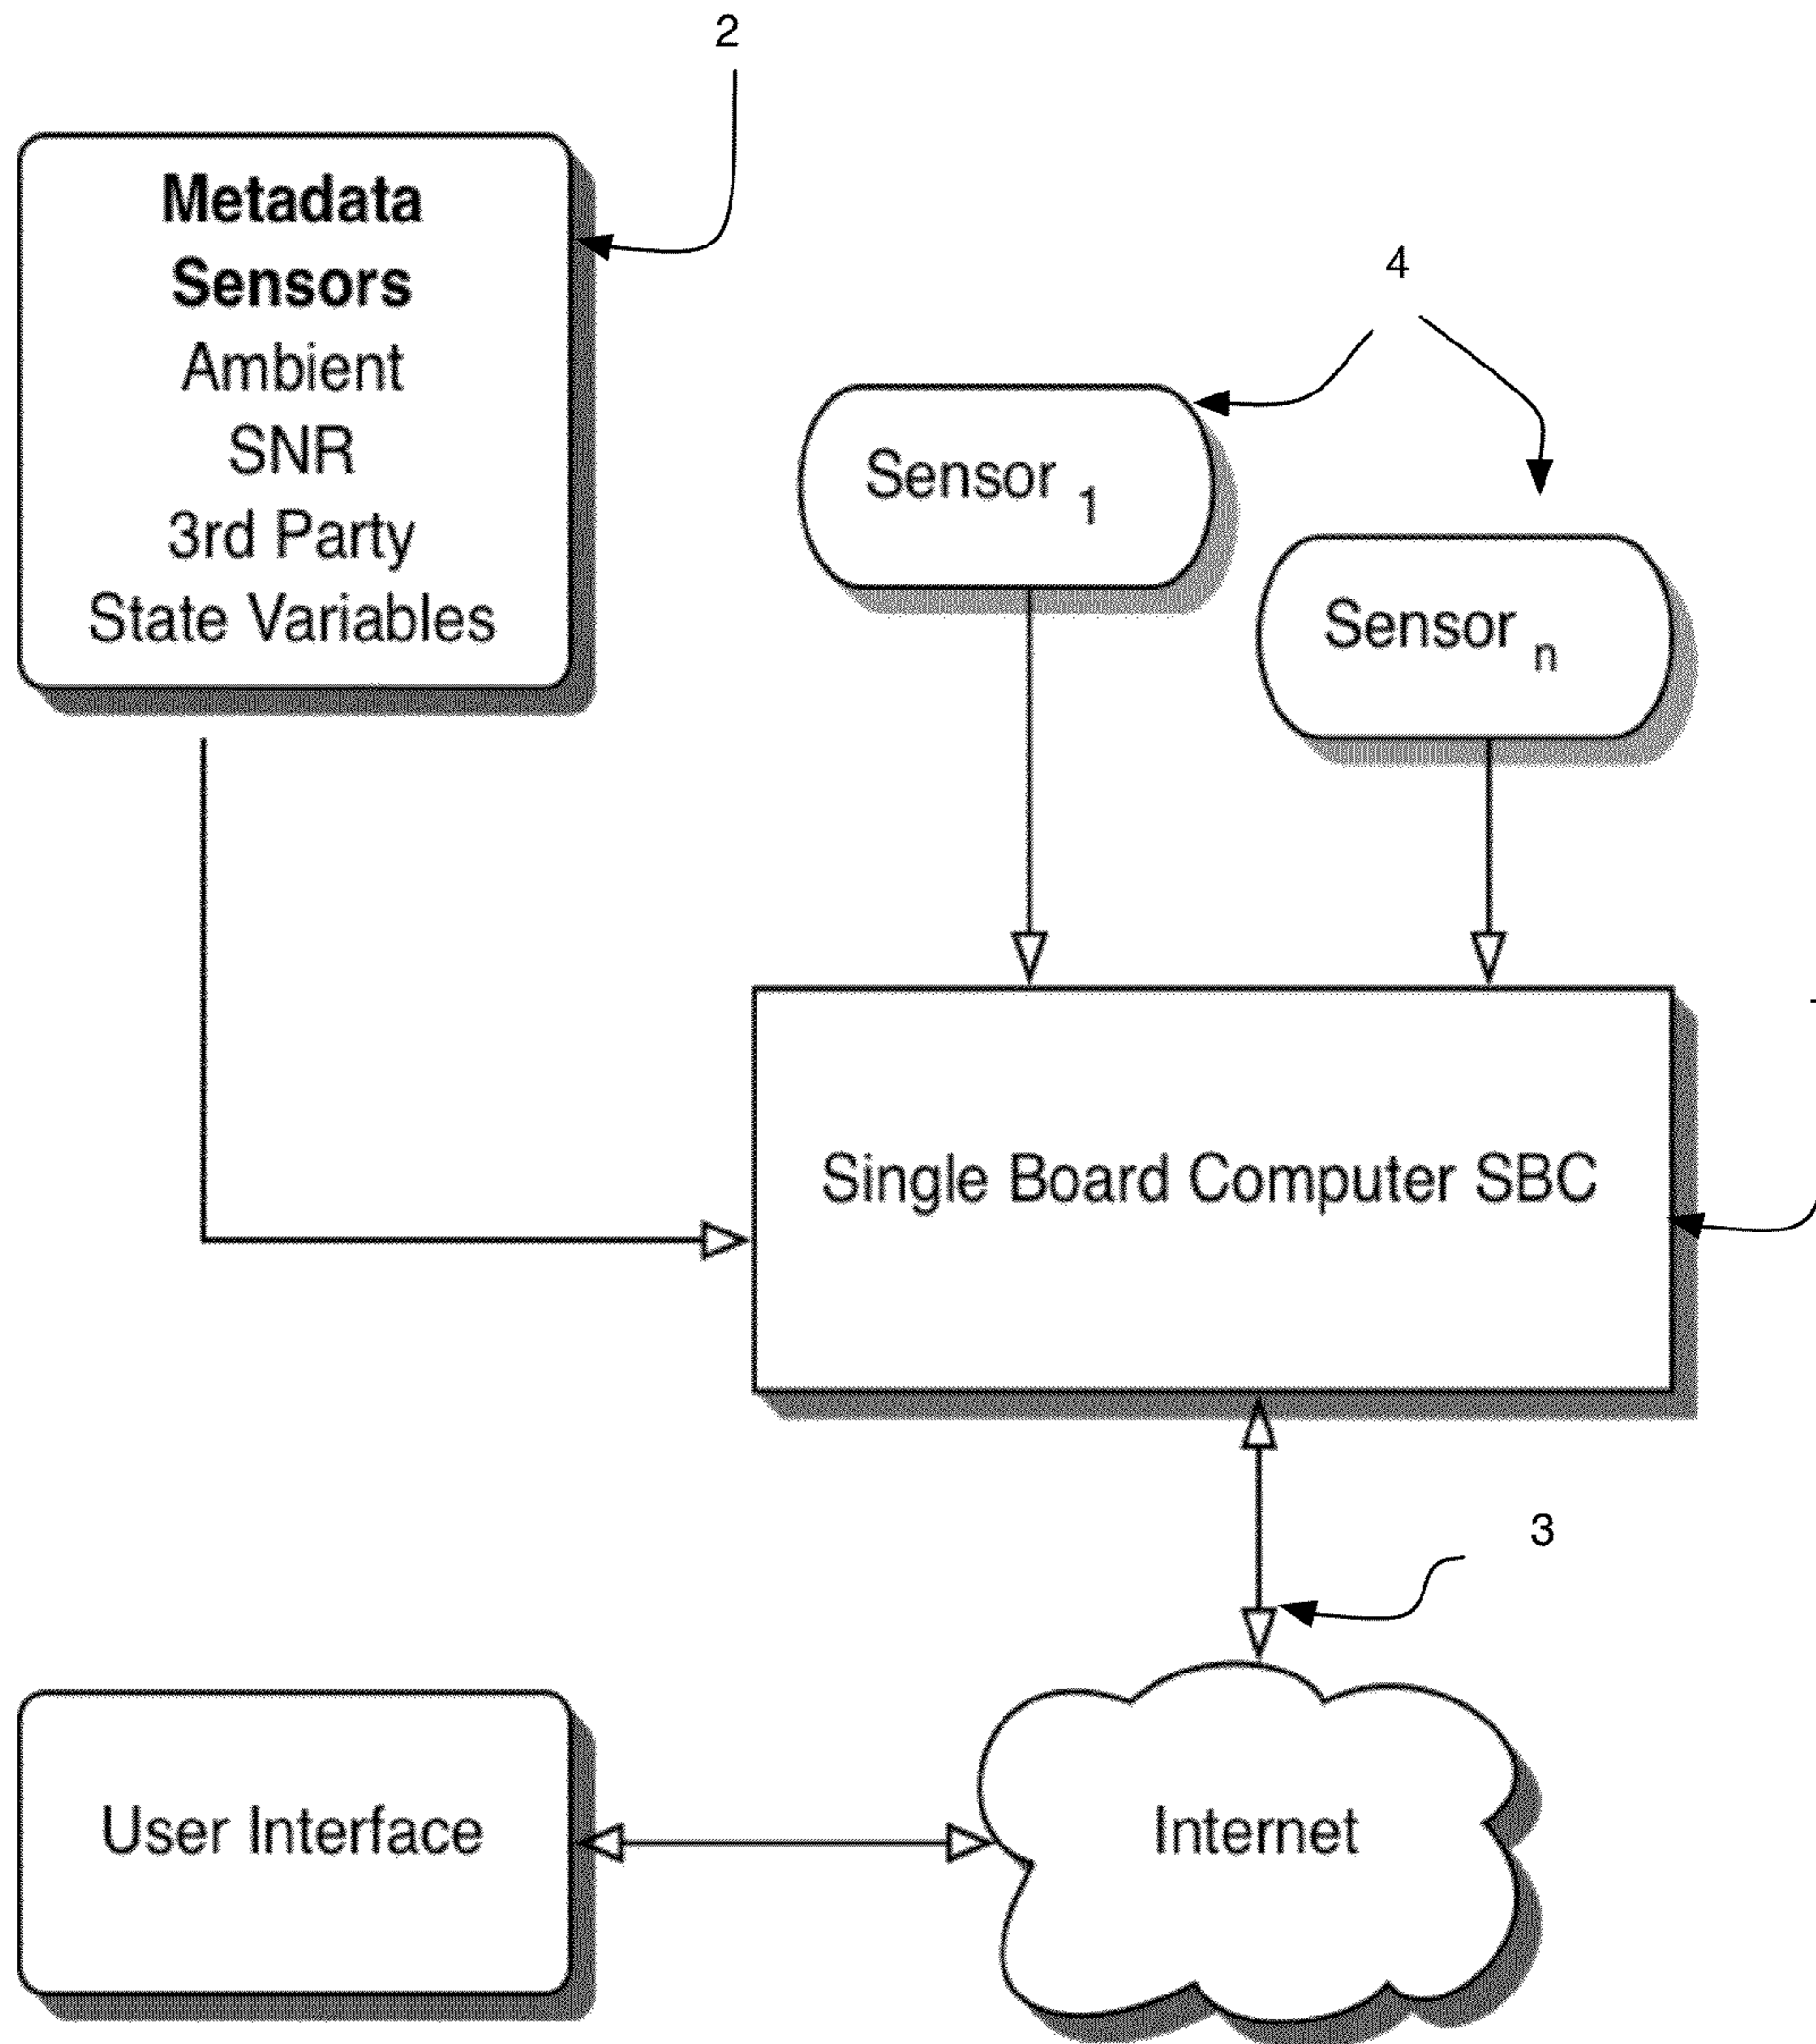 2
Metadata
Sensors
Ambient
SNR
3rd Party
State Variables
4
Sensor 1
Sensor n
Single Board Computer SBC
3
User Interface
Internet